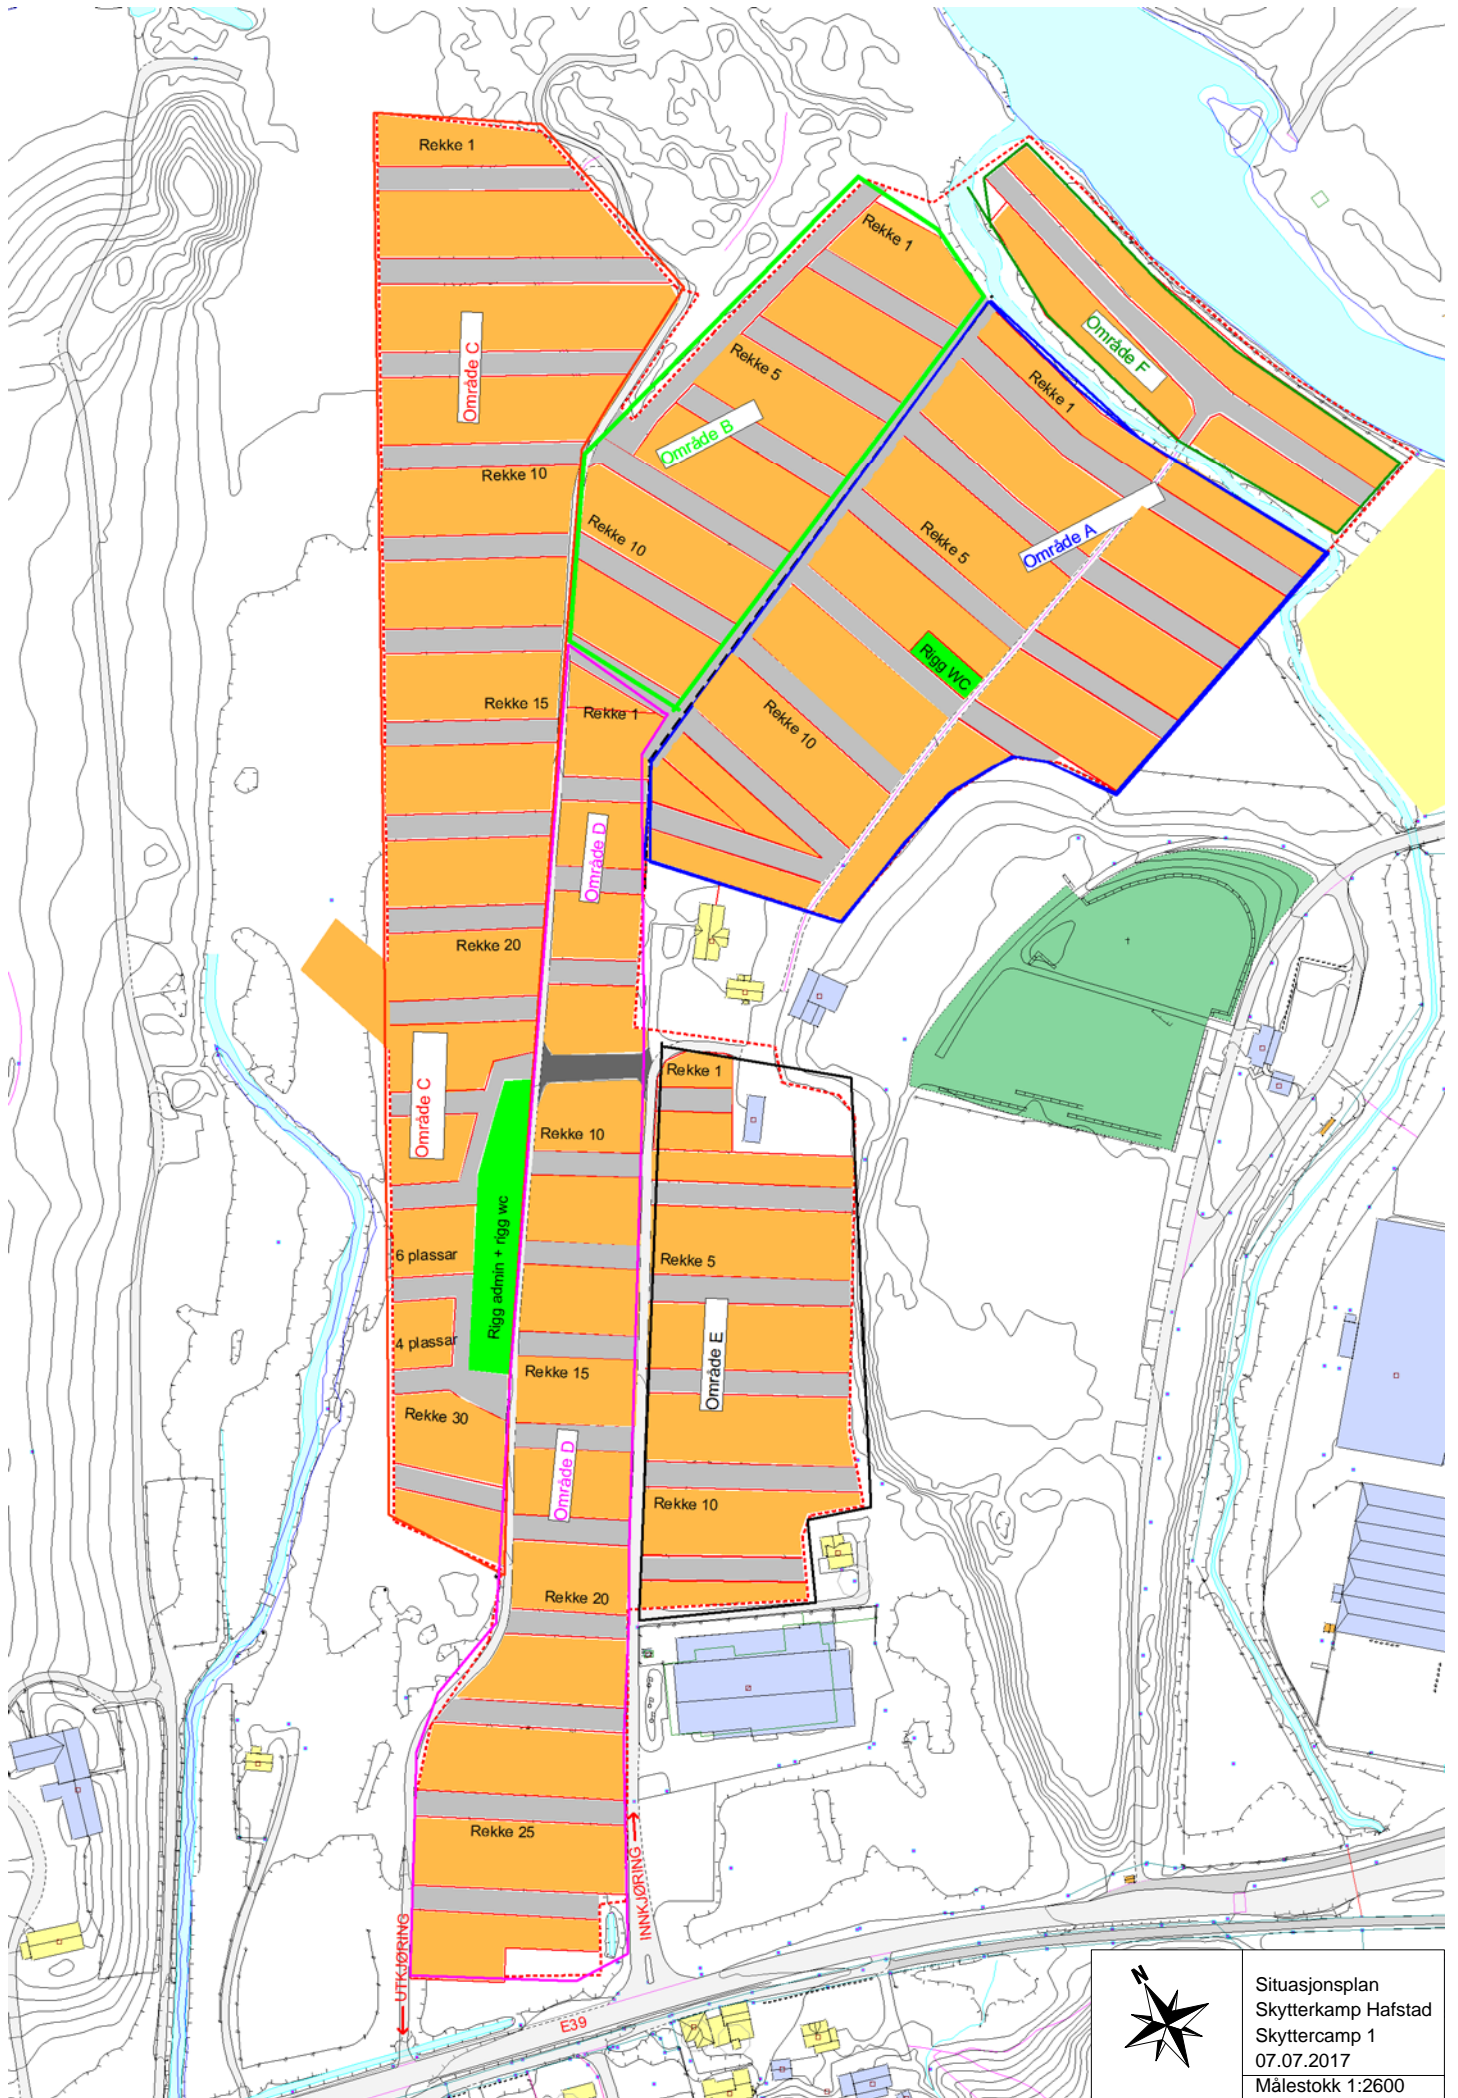 Rekke 1
Rekke 1
Område F
Område C
Rekke 5
Rekke 1
Område B
Rekke 10
Rekke 10
Rekke 5
Område A
Rigg WC
Rekke 15
Rekke 1
Rekke 10
Område D
Rekke 20
Område C
Rekke 1
Rekke 10
6 plassar
Rigg admin + rigg wc
Rekke 5
4 plassar
Rekke 15
Område E
Rekke 30
Område D
Rekke 10
Rekke 20
Rekke 25
INNKJØRING
UTKJØRING
E39
N
Situasjonsplan
Skytterkamp Hafstad
Skyttercamp 1
07.07.2017
Målestokk 1:2600